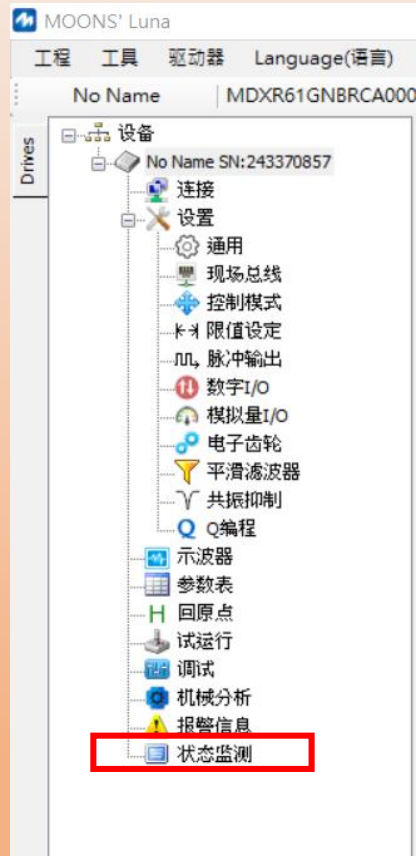 MOONS' Luna
工程 工具 驱动器 Language(语言)
No Name MDXR61GNBRCA000
Drives
设备
No Name SN:243370857
连接
设置
通用
现场总线
控制模式
限值设定
脉冲输出
数字I/O
模拟量I/O
电子齿轮
平滑滤波器
共振抑制
Q Q编程
示波器
参数表
H 回原点
试运行
调试
机械分析
报警信息
状态监测